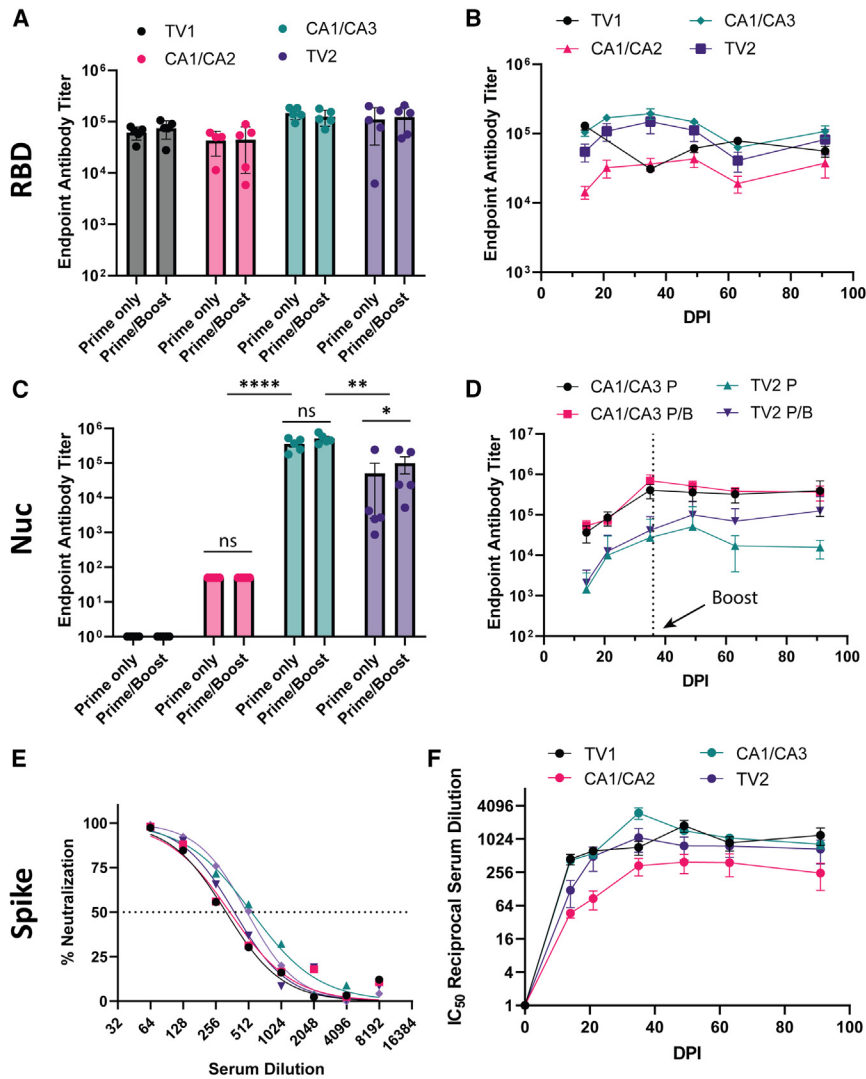 A
TV1
CA1/CA2
CA1/CA3
TV2
RBD
Endpoint Antibody Titer
10⁶
10⁵
10⁴
10³
10²
Prime only
Prime/Boost
Prime only
Prime/Boost
Prime only
Prime/Boost
Prime only
Prime/Boost
B
TV1
CA1/CA2
CA1/CA3
TV2
Endpoint Antibody Titer
10⁶
10⁵
10⁴
10³
0 20 40 60 80 100
DPI
C
Nuc
Endpoint Antibody Titer
**** **
ns *
ns
10⁶
10⁵
10⁴
10³
10²
10¹
10⁰
Prime only
Prime/Boost
Prime only
Prime/Boost
Prime only
Prime/Boost
Prime only
Prime/Boost
D
CA1/CA3 P
CA1/CA3 P/B
TV2 P
TV2 P/B
Endpoint Antibody Titer
10⁷
10⁶
10⁵
10⁴
10³
10²
Boost
0 20 40 60 80 100
DPI
E
Spike
% Neutralization
100
75
50
25
0
32 64 128 256 512 1024 2048 4096 8192 16384
Serum Dilution
F
TV1
CA1/CA2
CA1/CA3
TV2
IC₅₀ Reciprocal Serum Dilution
4096
1024
256
64
16
4
1
0 20 40 60 80 100
DPI